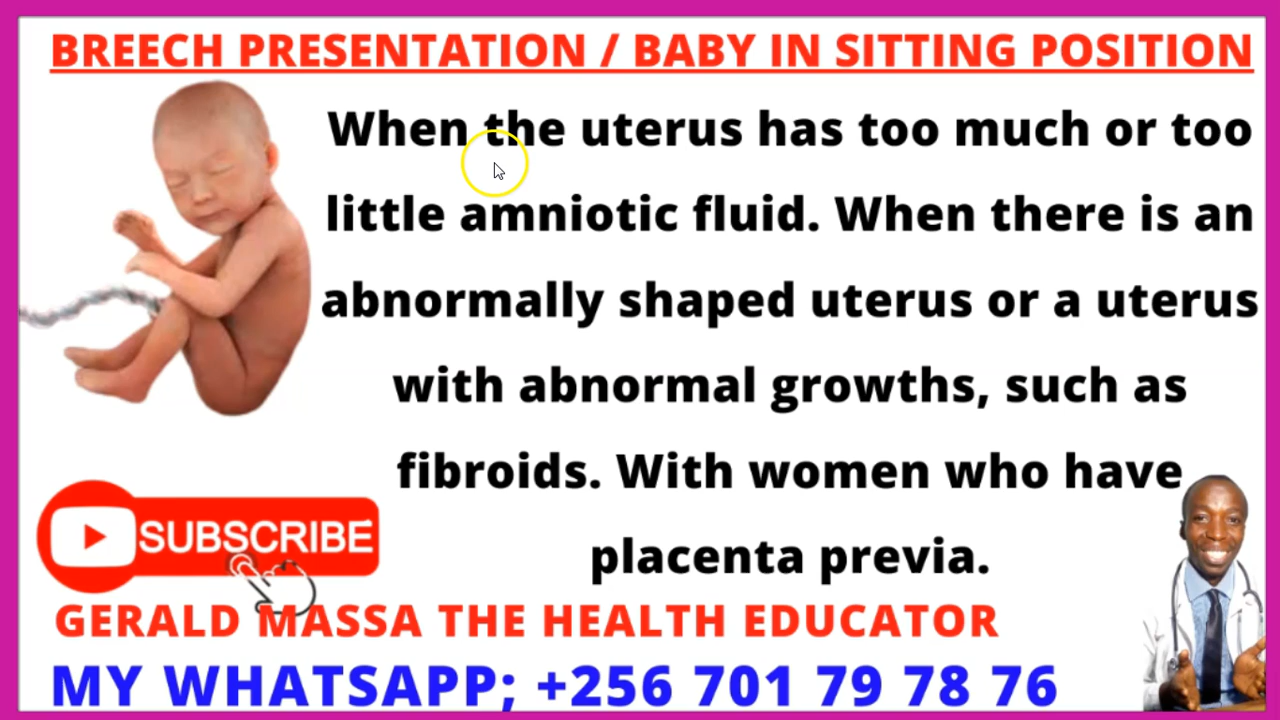 BREECH PRESENTATION / BABY IN SITTING POSITION
When the uterus has too much or too
little amniotic fluid. When there is an
abnormally shaped uterus or a uterus
with abnormal growths, such as
fibroids. With women who have
placenta previa.
SUBSCRIBE
GERALD MASSA THE HEALTH EDUCATOR
MY WHATSAPP; +256 701 79 78 76